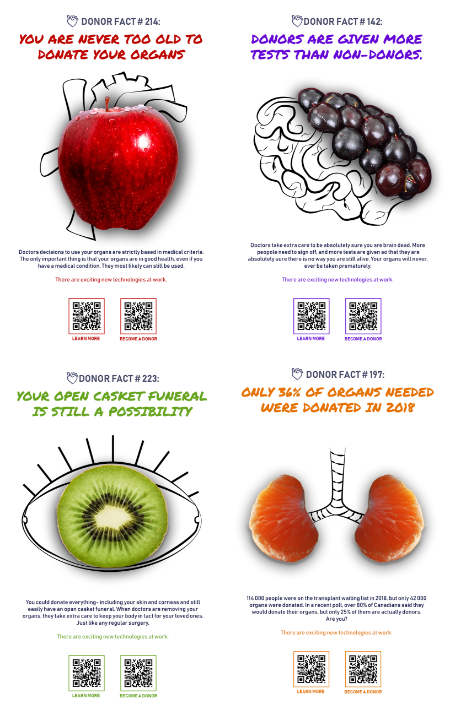 DONOR FACT # 214:
YOU ARE NEVER TOO OLD TO
DONATE YOUR ORGANS
Doctors decisions to use your organs are strictly based in medical criteria.
The only important thing is that your organs are in good health, even if you
have a medical condition. They most likely can still be used.
There are exciting new technologies at work.
LEARN MORE
BECOME A DONOR
DONOR FACT # 142:
DONORS ARE GIVEN MORE
TESTS THAN NON-DONORS.
Doctors take extra care to be absolutely sure you are brain dead. More
peopele need to sign off, and more tests are given so that they are
absolutely sure there is no way you are still alive. Your organs will never
ever be taken prematurely.
There are exciting new technologies at work.
LEARN MORE
BECOME A DONOR
DONOR FACT # 223:
YOUR OPEN CASKET FUNERAL
IS STILL A POSSIBILITY
You could donate everything- including your skin and corneas and still
easily have an open casket funeral. When doctors are removing your
organs, they take extra care to keep your body in tact for your loved ones.
Just like any regular surgery.
There are exciting new technologies at work.
LEARN MORE
BECOME A DONOR
DONOR FACT # 197:
ONLY 36% OF ORGANS NEEDED
WERE DONATED IN 2018
114 000 people were on the transplant waiting list in 2018, but only 42 000
organs were donated. In a recent poll, over 80% of Canadians said they
would donate their organs, but only 25% of them are actually donors.
Are you?
There are exciting new technologies at work.
LEARN MORE
BECOME A DONOR